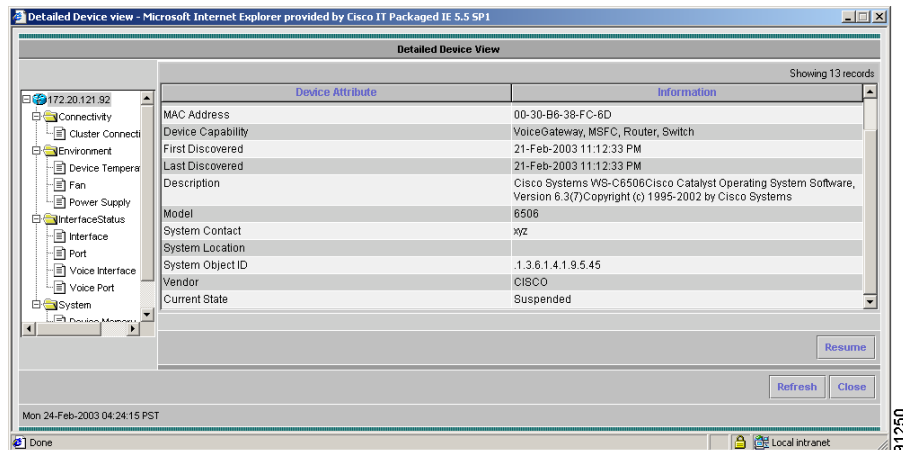 Detailed Device view - Microsoft Internet Explorer provided by Cisco IT Packaged IE 5.5 SP1
Detailed Device View
Showing 13 records
172.20.121.92
Connectivity
Cluster Connecti
Environment
Device Tempera
Fan
Power Supply
InterfaceStatus
Interface
Port
Voice Interface
Voice Port
System
Device Memory
Device Attribute Information
MAC Address 00-30-B6-38-FC-6D
Device Capability VoiceGateway, MSFC, Router, Switch
First Discovered 21-Feb-2003 11:12:33 PM
Last Discovered 21-Feb-2003 11:12:33 PM
Description Cisco Systems WS-C6506Cisco Catalyst Operating System Software,
Version 6.3(7)Copyright (c) 1995-2002 by Cisco Systems
Model 6506
System Contact xyz
System Location
System Object ID .1.3.6.1.4.1.9.5.45
Vendor CISCO
Current State Suspended
Resume
Refresh Close
Mon 24-Feb-2003 04:24:15 PST
Done Local intranet
91250